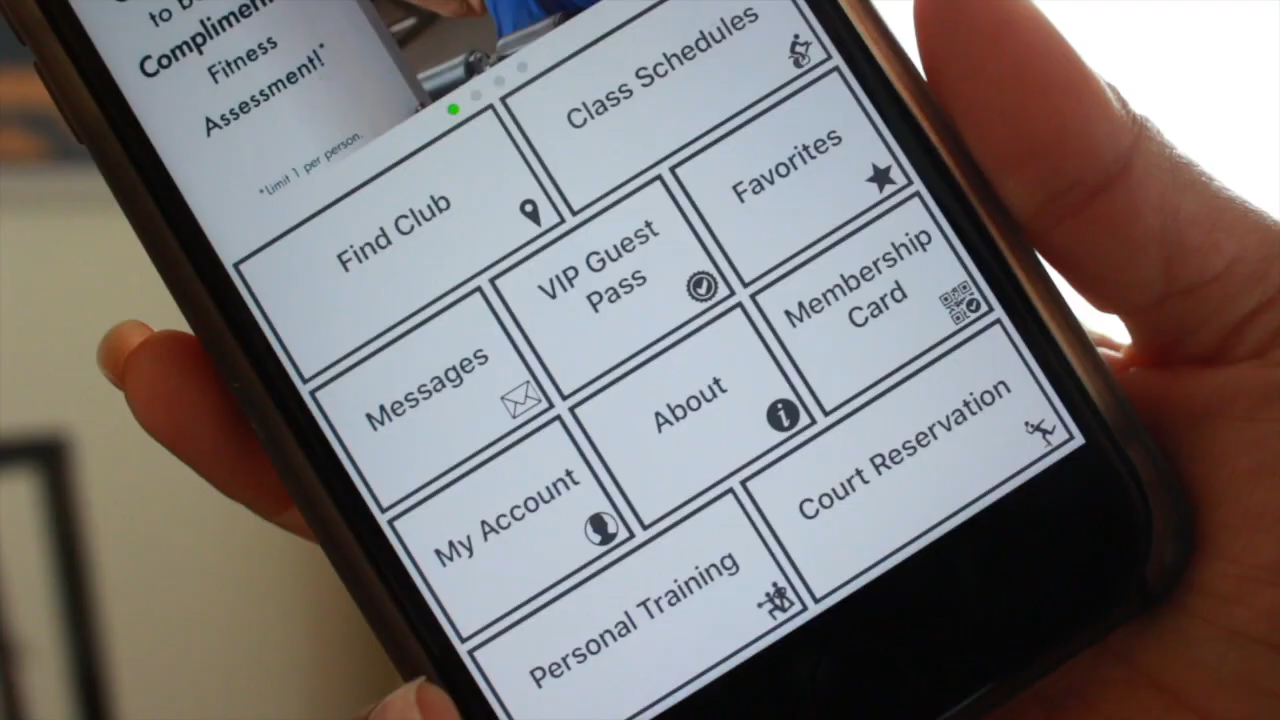 to b
Complimen
Fitness
Assessment!*
*Limit 1 per person.
Find Club
Class Schedules
Messages
VIP Guest
Pass
Favorites
My Account
About
Membership
Card
Personal Training
Court Reservation